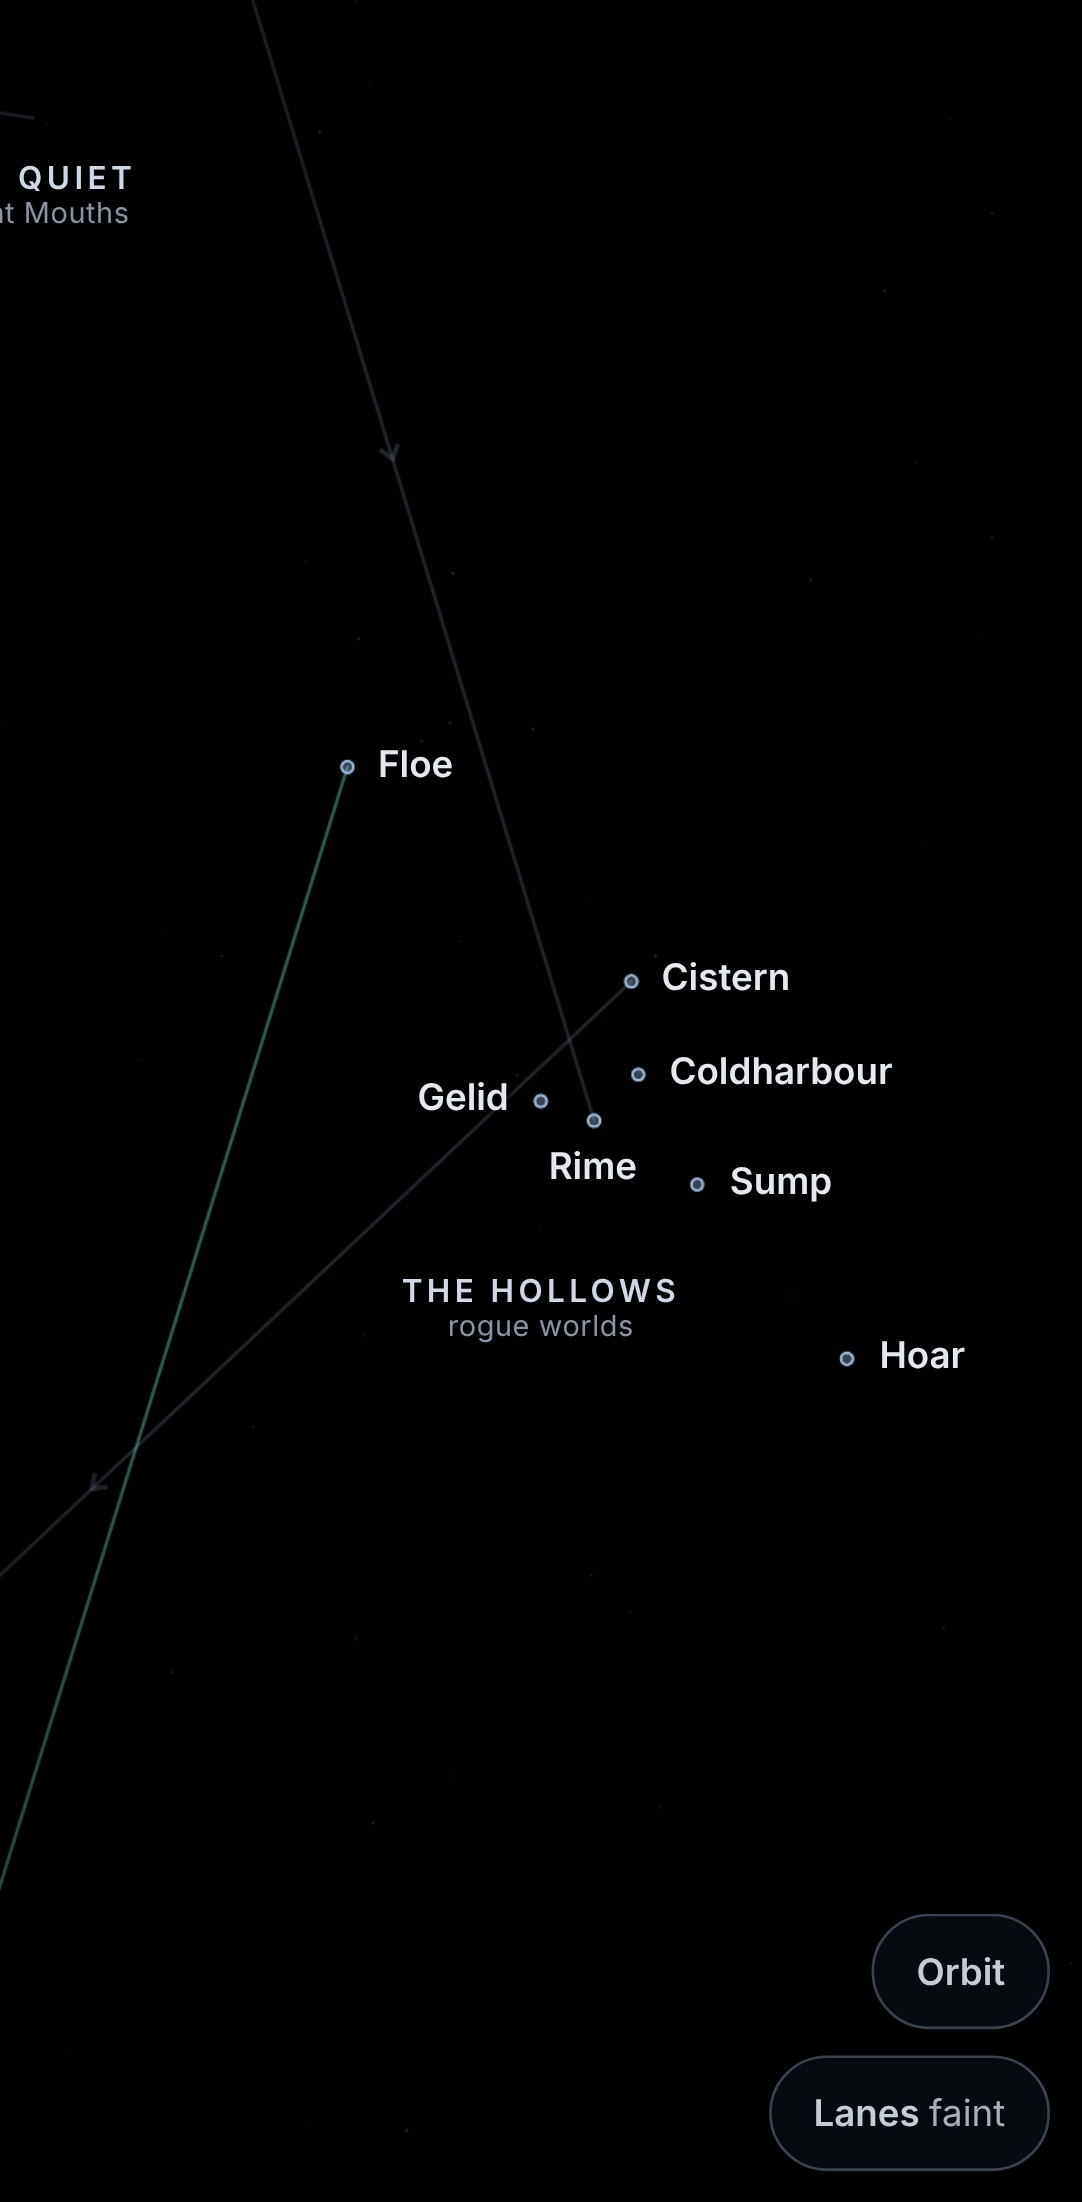 QUIET
Mouths
Floe
Cistern
Coldharbour
Gelid
Rime
Sump
THE HOLLOWS
rogue worlds
Hoar
Orbit
Lanes faint